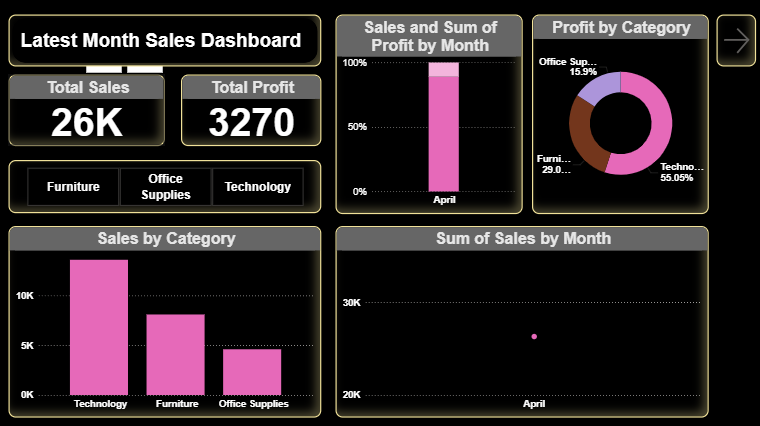 Latest Month Sales Dashboard
Total Sales
26K
Total Profit
3270
Furniture
Office
Supplies
Technology
Sales and Sum of
Profit by Month
100%
50%
0%
April
Profit by Category
Office Sup...
15.9%
Furni...
29.0...
Techno...
55.05%
Sales by Category
10K
5K
0K
Technology
Furniture
Office Supplies
Sum of Sales by Month
30K
20K
April